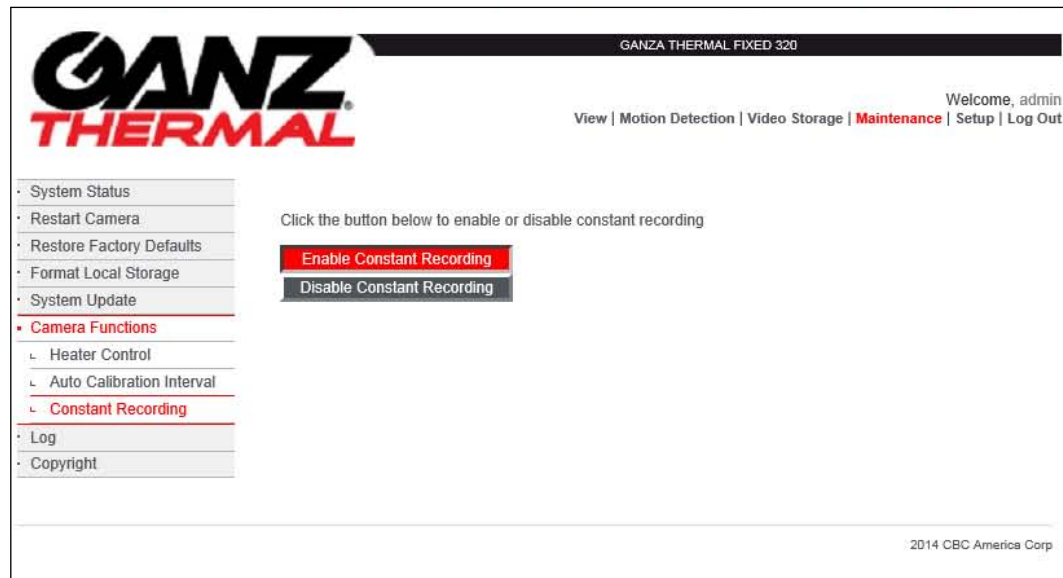 GANZ
THERMAL
GANZA THERMAL FIXED 320
Welcome, admin
View | Motion Detection | Video Storage | Maintenance | Setup | Log Out
System Status
Restart Camera
Restore Factory Defaults
Format Local Storage
System Update
Camera Functions
Heater Control
Auto Calibration Interval
Constant Recording
Log
Copyright
Click the button below to enable or disable constant recording
Enable Constant Recording
Disable Constant Recording
2014 CBC America Corp